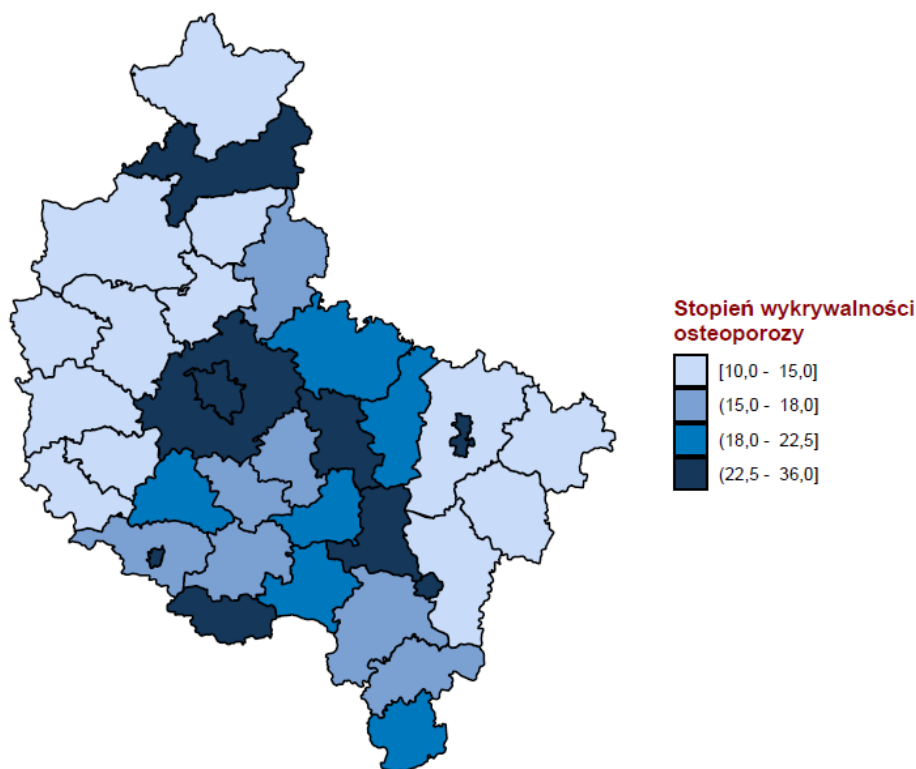 Stopień wykrywalności
osteoporozy
[10,0 - 15,0]
(15,0 - 18,0]
(18,0 - 22,5]
(22,5 - 36,0]